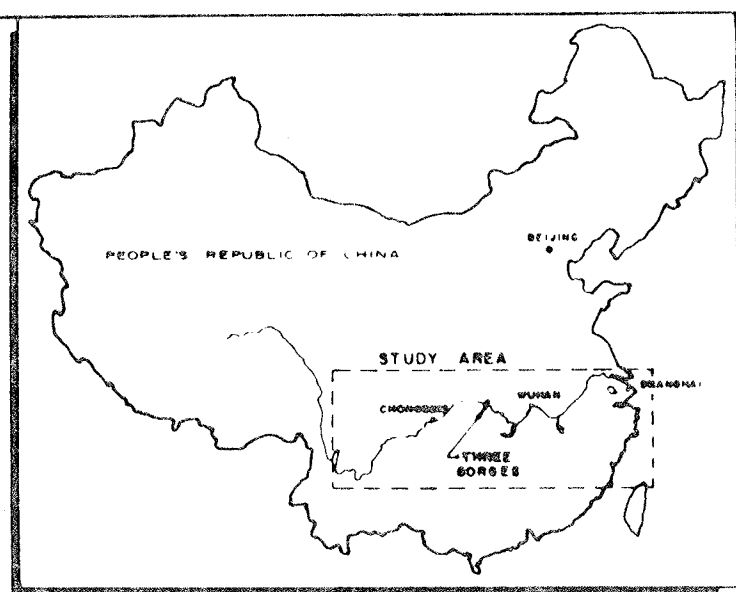 BEIJING
PEOPLE'S REPUBLIC OF CHINA
STUDY AREA
SHANGHAI
WUHAN
CHONGQING
THREE
GORGES